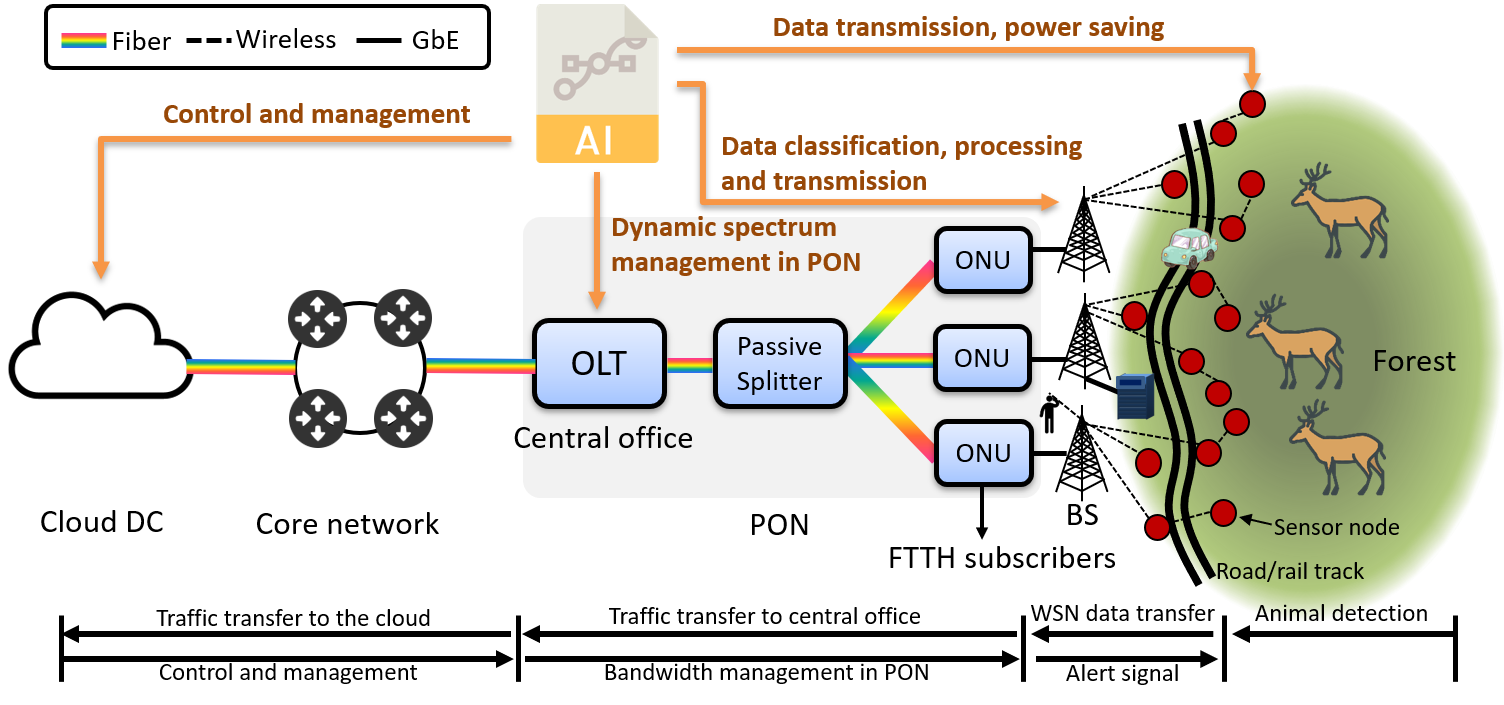 Fiber
Wireless
GbE
AI
Data transmission, power saving
Control and management
Data classification, processing
and transmission
Dynamic spectrum
management in PON
ONU
OLT
Passive
Splitter
ONU
Forest
Central office
ONU
Cloud DC
Core network
PON
BS
Sensor node
FTTH subscribers
Road/rail track
Traffic transfer to the cloud
Traffic transfer to central office
WSN data transfer
Animal detection
Control and management
Bandwidth management in PON
Alert signal